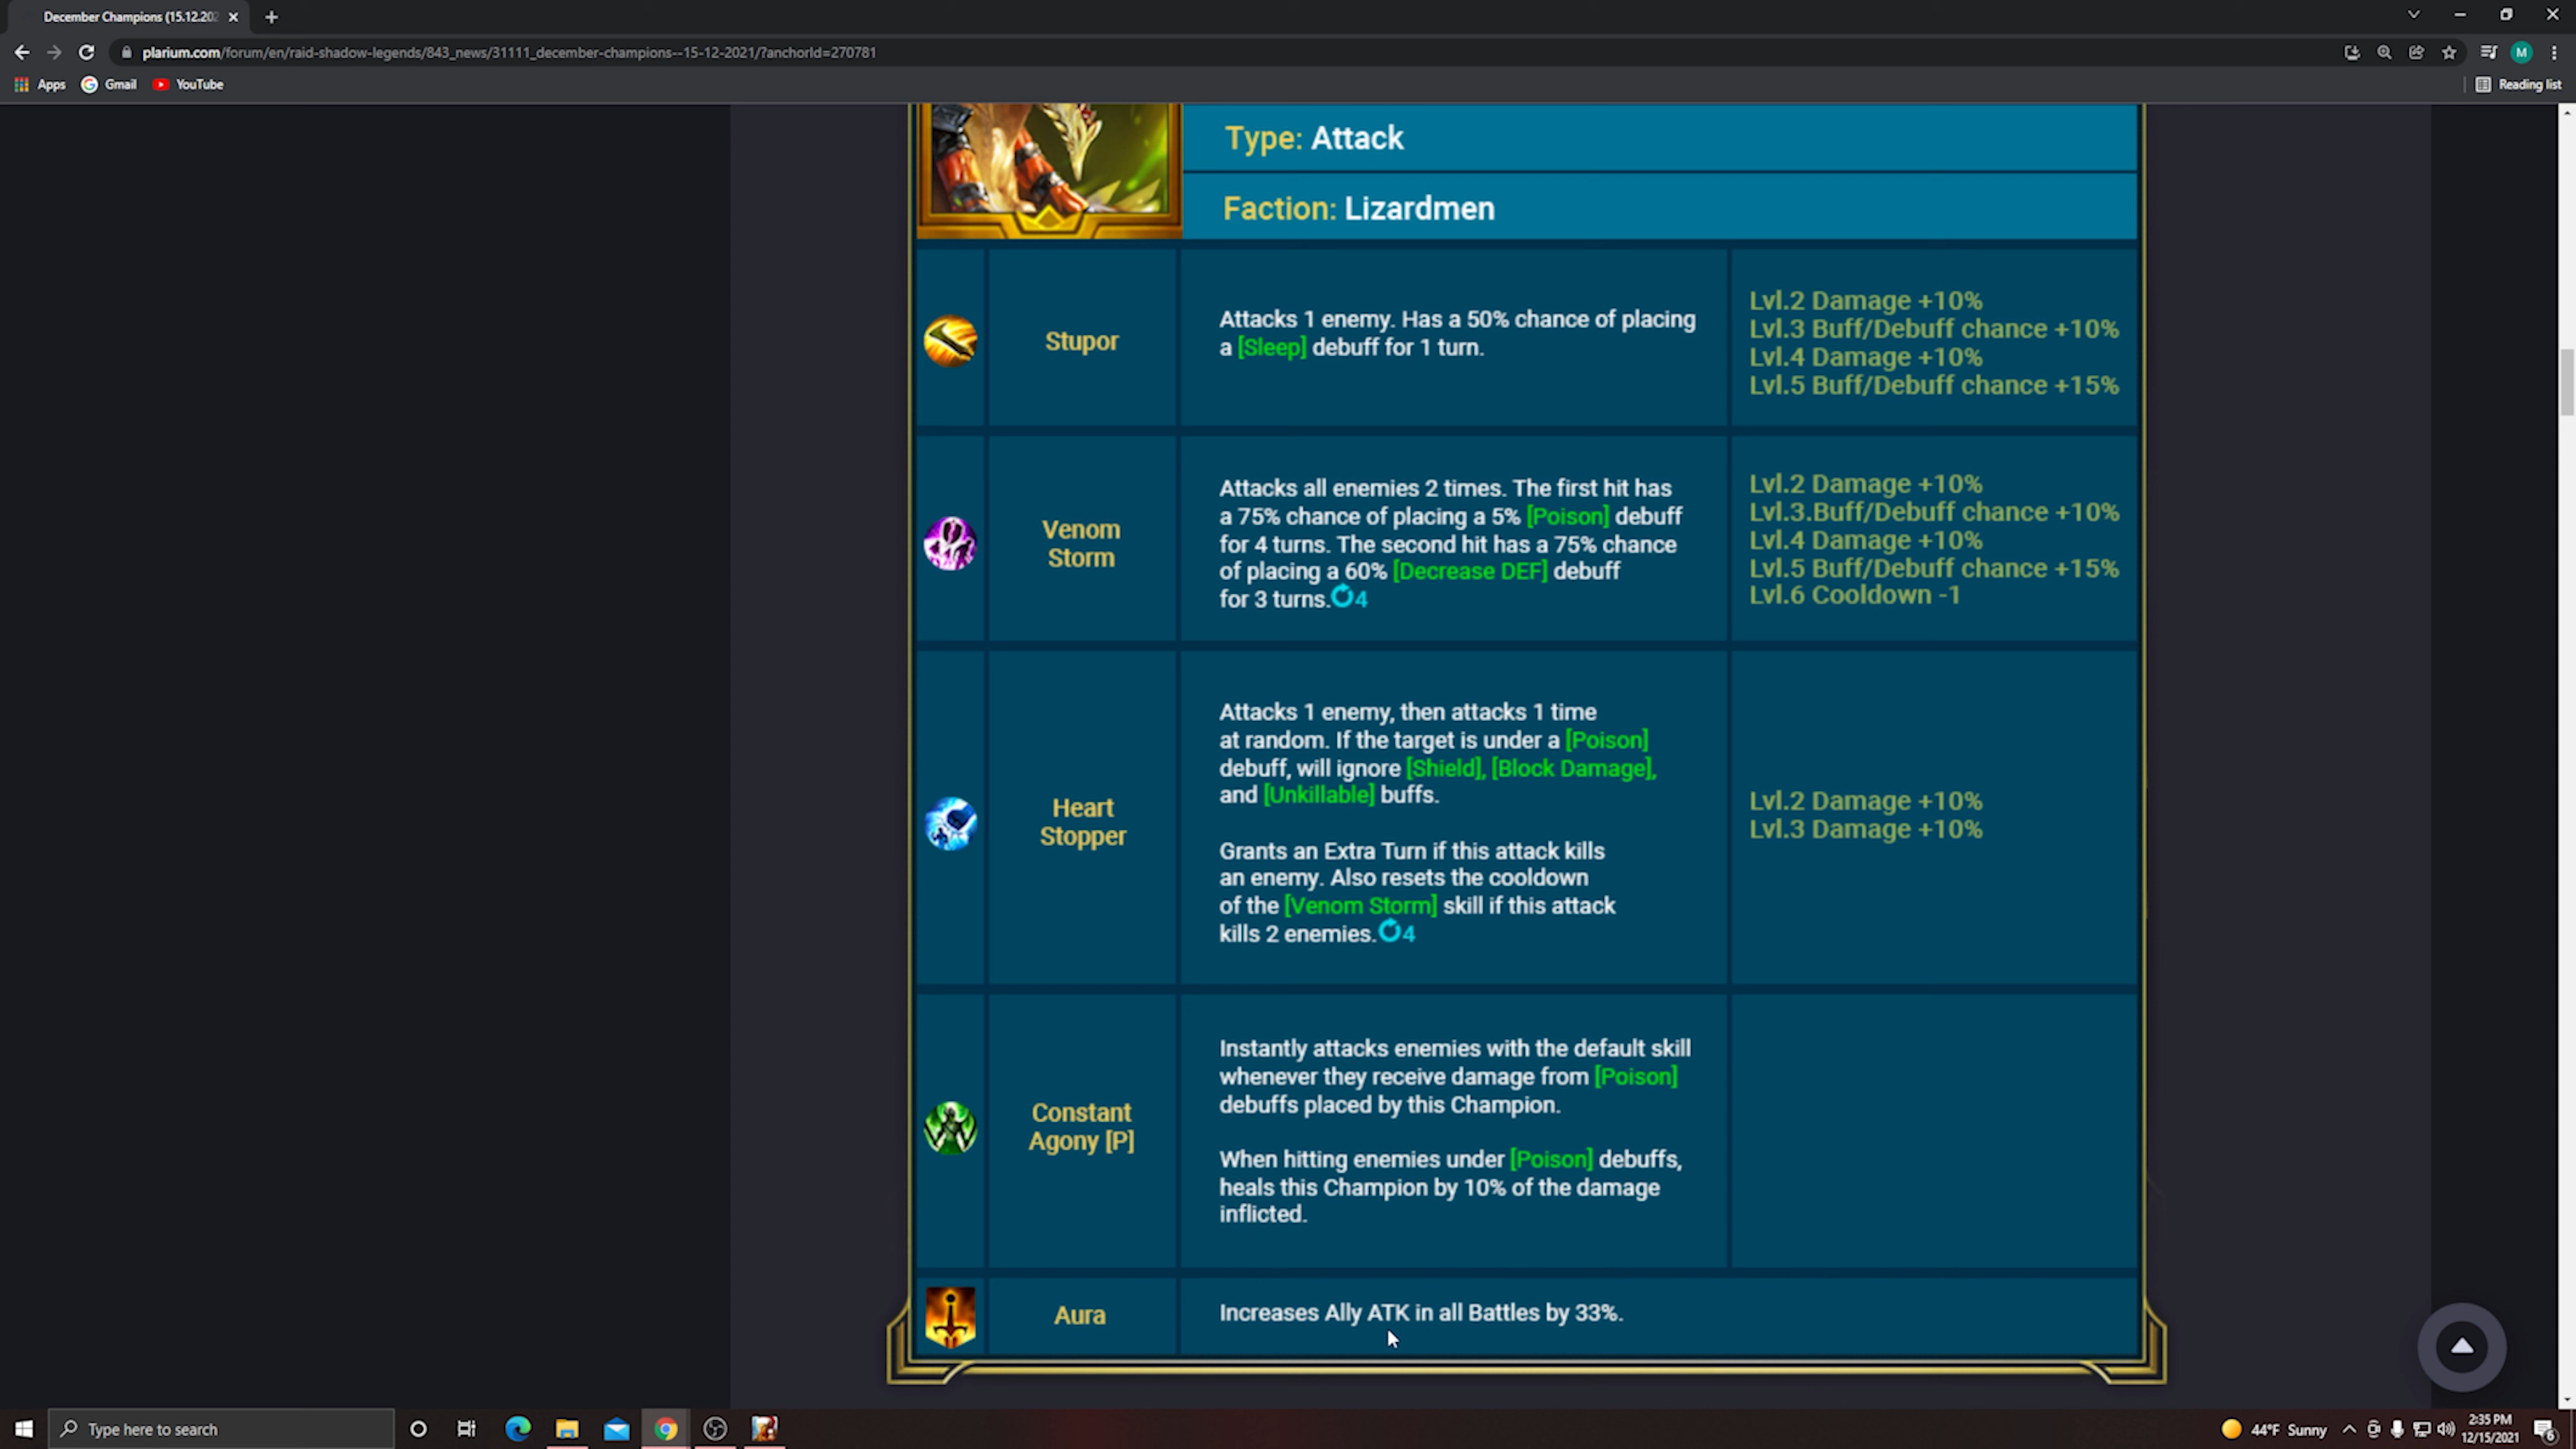 December Champions (15.12.202
plarium.com/forum/en/raid-shadow-legends/843_news/31111_december-champions--15-12-2021/?anchorId=270781
M
Apps
Gmail
YouTube
Reading list
Type: Attack
Faction: Lizardmen
Stupor
Attacks 1 enemy. Has a 50% chance of placing
a [Sleep] debuff for 1 turn.
Lvl.2 Damage +10%
Lvl.3 Buff/Debuff chance +10%
Lvl.4 Damage +10%
Lvl.5 Buff/Debuff chance +15%
Venom
Storm
Attacks all enemies 2 times. The first hit has
a 75% chance of placing a 5% [Poison] debuff
for 4 turns. The second hit has a 75% chance
of placing a 60% [Decrease DEF] debuff
for 3 turns. 4
Lvl.2 Damage +10%
Lvl.3.Buff/Debuff chance +10%
Lvl.4 Damage +10%
Lvl.5 Buff/Debuff chance +15%
Lvl.6 Cooldown -1
Heart
Stopper
Attacks 1 enemy, then attacks 1 time
at random. If the target is under a [Poison]
debuff, will ignore [Shield], [Block Damage],
and [Unkillable] buffs.
Grants an Extra Turn if this attack kills
an enemy. Also resets the cooldown
of the [Venom Storm] skill if this attack
kills 2 enemies. 4
Lvl.2 Damage +10%
Lvl.3 Damage +10%
Constant
Agony [P]
Instantly attacks enemies with the default skill
whenever they receive damage from [Poison]
debuffs placed by this Champion.
When hitting enemies under [Poison] debuffs,
heals this Champion by 10% of the damage
inflicted.
Aura
Increases Ally ATK in all Battles by 33%.
Type here to search
44°F Sunny
2:35 PM
12/15/2021
6